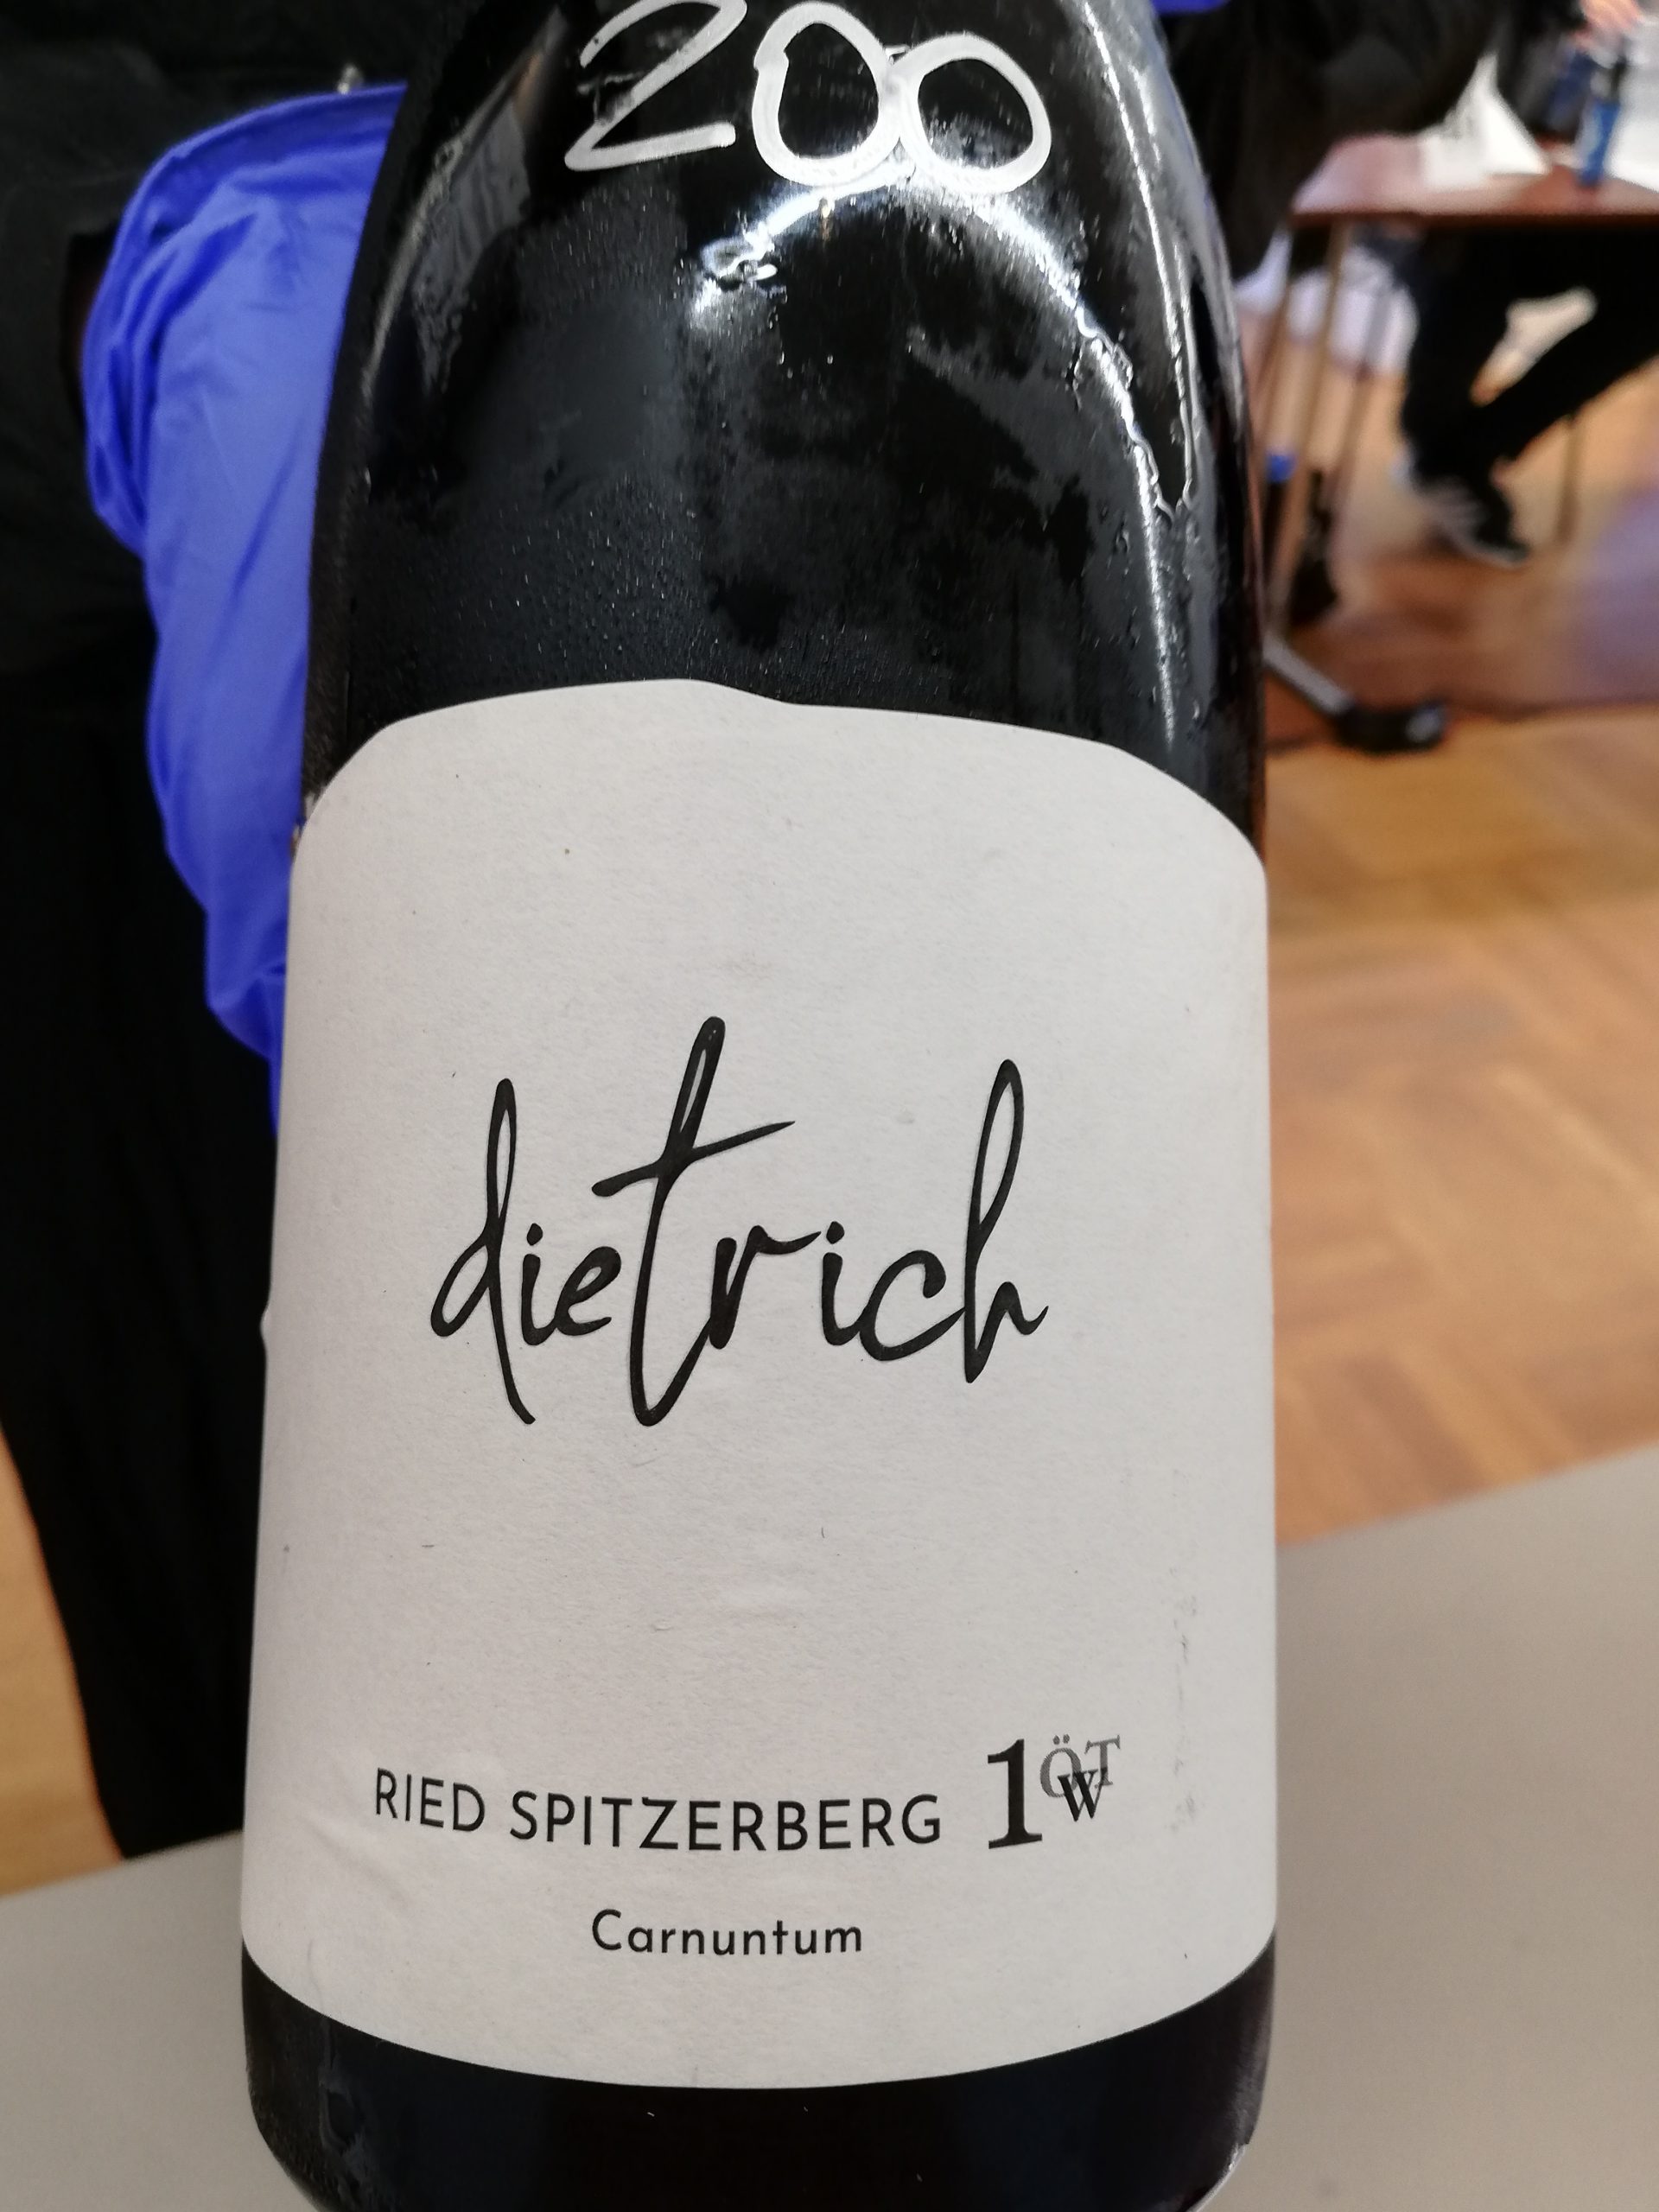 200
dietrich
RIED SPITZERBERG 1ÖTW
Carnuntum